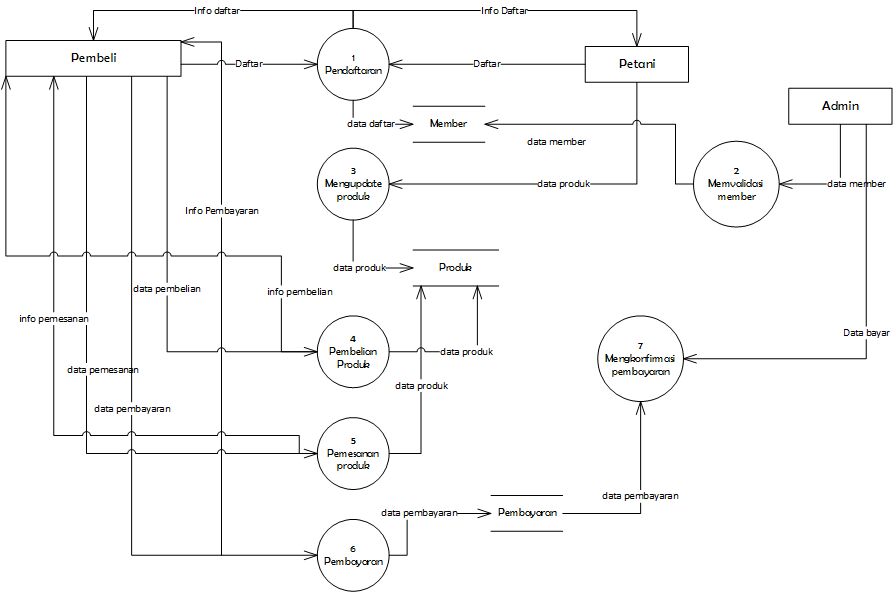 Info daftar
Info Daftar
Pembeli
Daftar
1
Pendaftaran
Daftar
Petani
Admin
data daftar
Member
data member
3
Mengupdate
produk
data produk
2
Memvalidasi
member
data member
Info Pembayaran
data produk
Produk
data pembelian
info pembelian
info pemesanan
4
Pembelian
Produk
data produk
Data bayar
7
Mengkonfirmasi
pembayaran
data pemesanan
data produk
data pembayaran
5
Pemesanan
produk
data pembayaran
data pembayaran
Pembayaran
6
Pembayaran